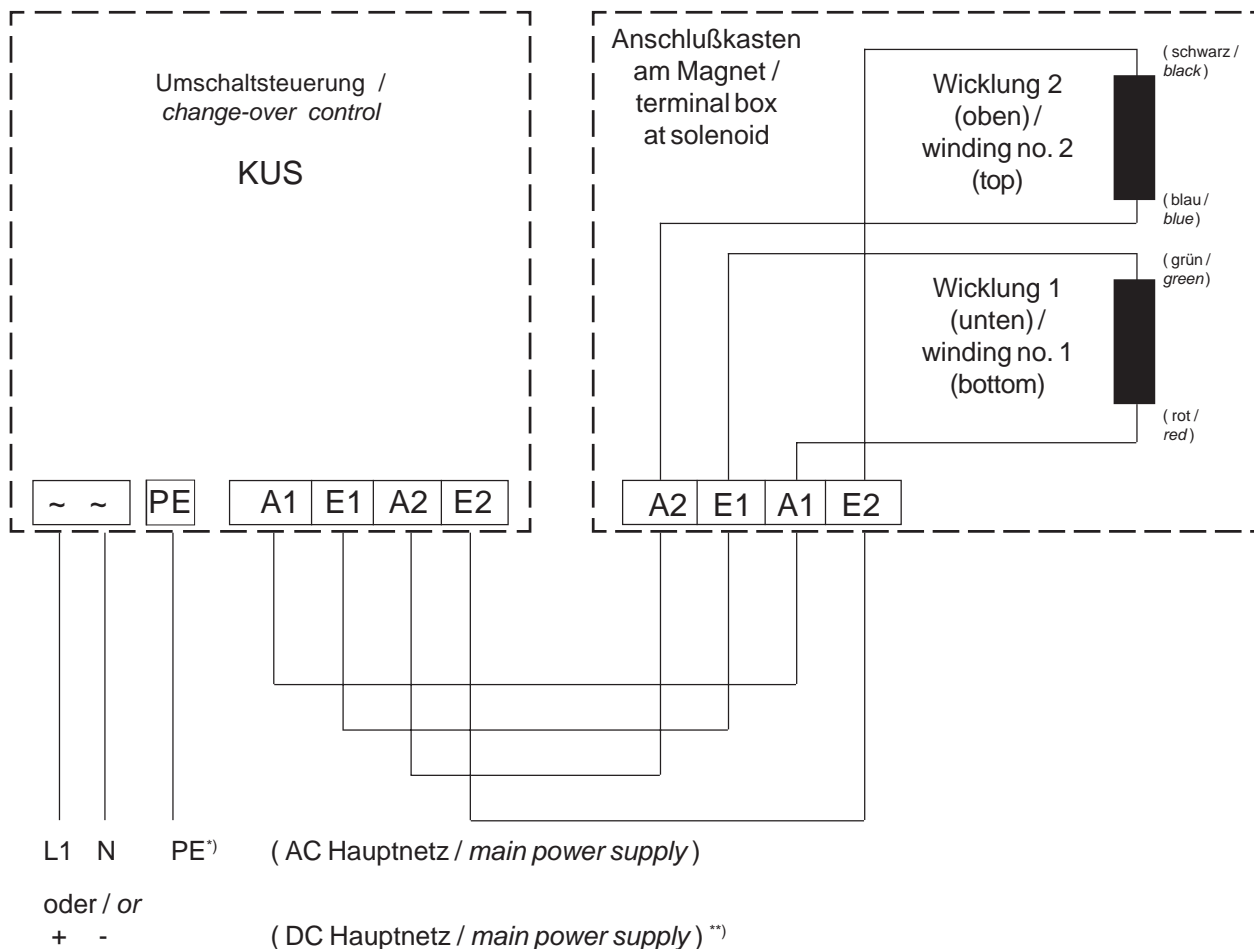 Umschaltsteuerung /
change-over control
KUS
Anschlußkasten
am Magnet /
terminal box
at solenoid
Wicklung 2
(oben) /
winding no. 2
(top)
( schwarz /
black )
( blau /
blue )
Wicklung 1
(unten) /
winding no. 1
(bottom)
( grün /
green)
( rot /
red )
~ ~ PE A1 E1 A2 E2
A2 E1 A1 E2
L1 N PE*) ( AC Hauptnetz / main power supply )
oder / or
+ - ( DC Hauptnetz / main power supply ) **)